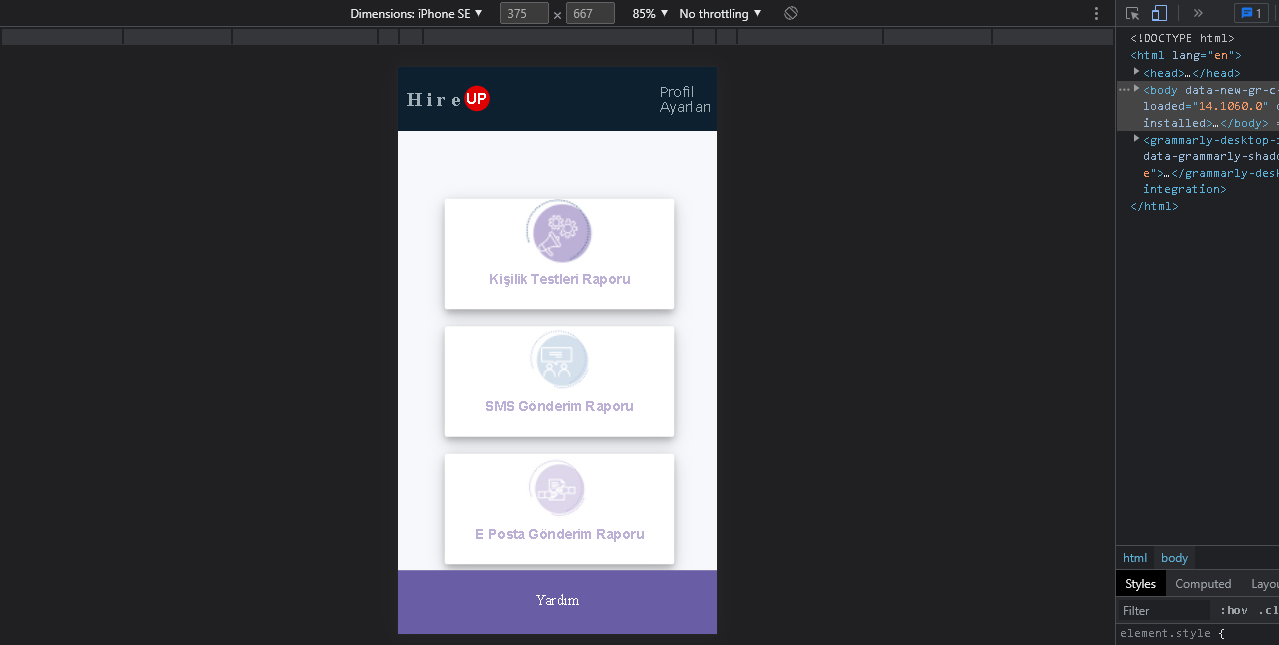 Dimensions: iPhone SE ▼ 375 × 667 85% ▼ No throttling ▼
» 1
<!DOCTYPE html>
<html lang="en">
<head>…</head>
<body data-new-gr-c-
loaded="14.1060.0"
installed>…</body> =
<grammarly-desktop-
data-grammarly-shado
e">…</grammarly-desk
integration>
</html>
Hire UP
Profil
Ayarları
Kişilik Testleri Raporu
SMS Gönderim Raporu
E Posta Gönderim Raporu
Yardım
html body
Styles Computed Layou
Filter :hov .cl
element.style {